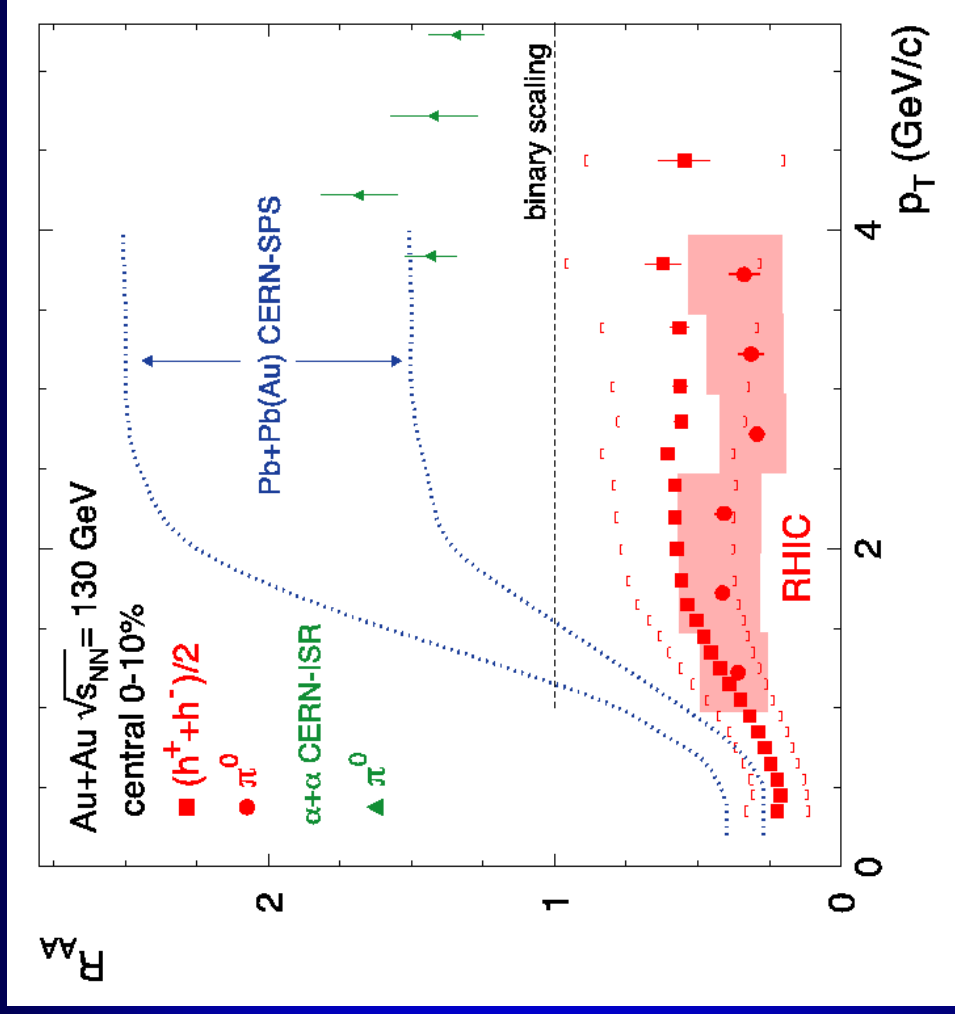 R_AA
Au+Au √s_NN = 130 GeV
central 0-10%
(h⁺+h⁻)/2
π⁰
α+α CERN-ISR
π⁰
Pb+Pb(Au) CERN-SPS
binary scaling
RHIC
2
1
0
0 2 4
p_T (GeV/c)